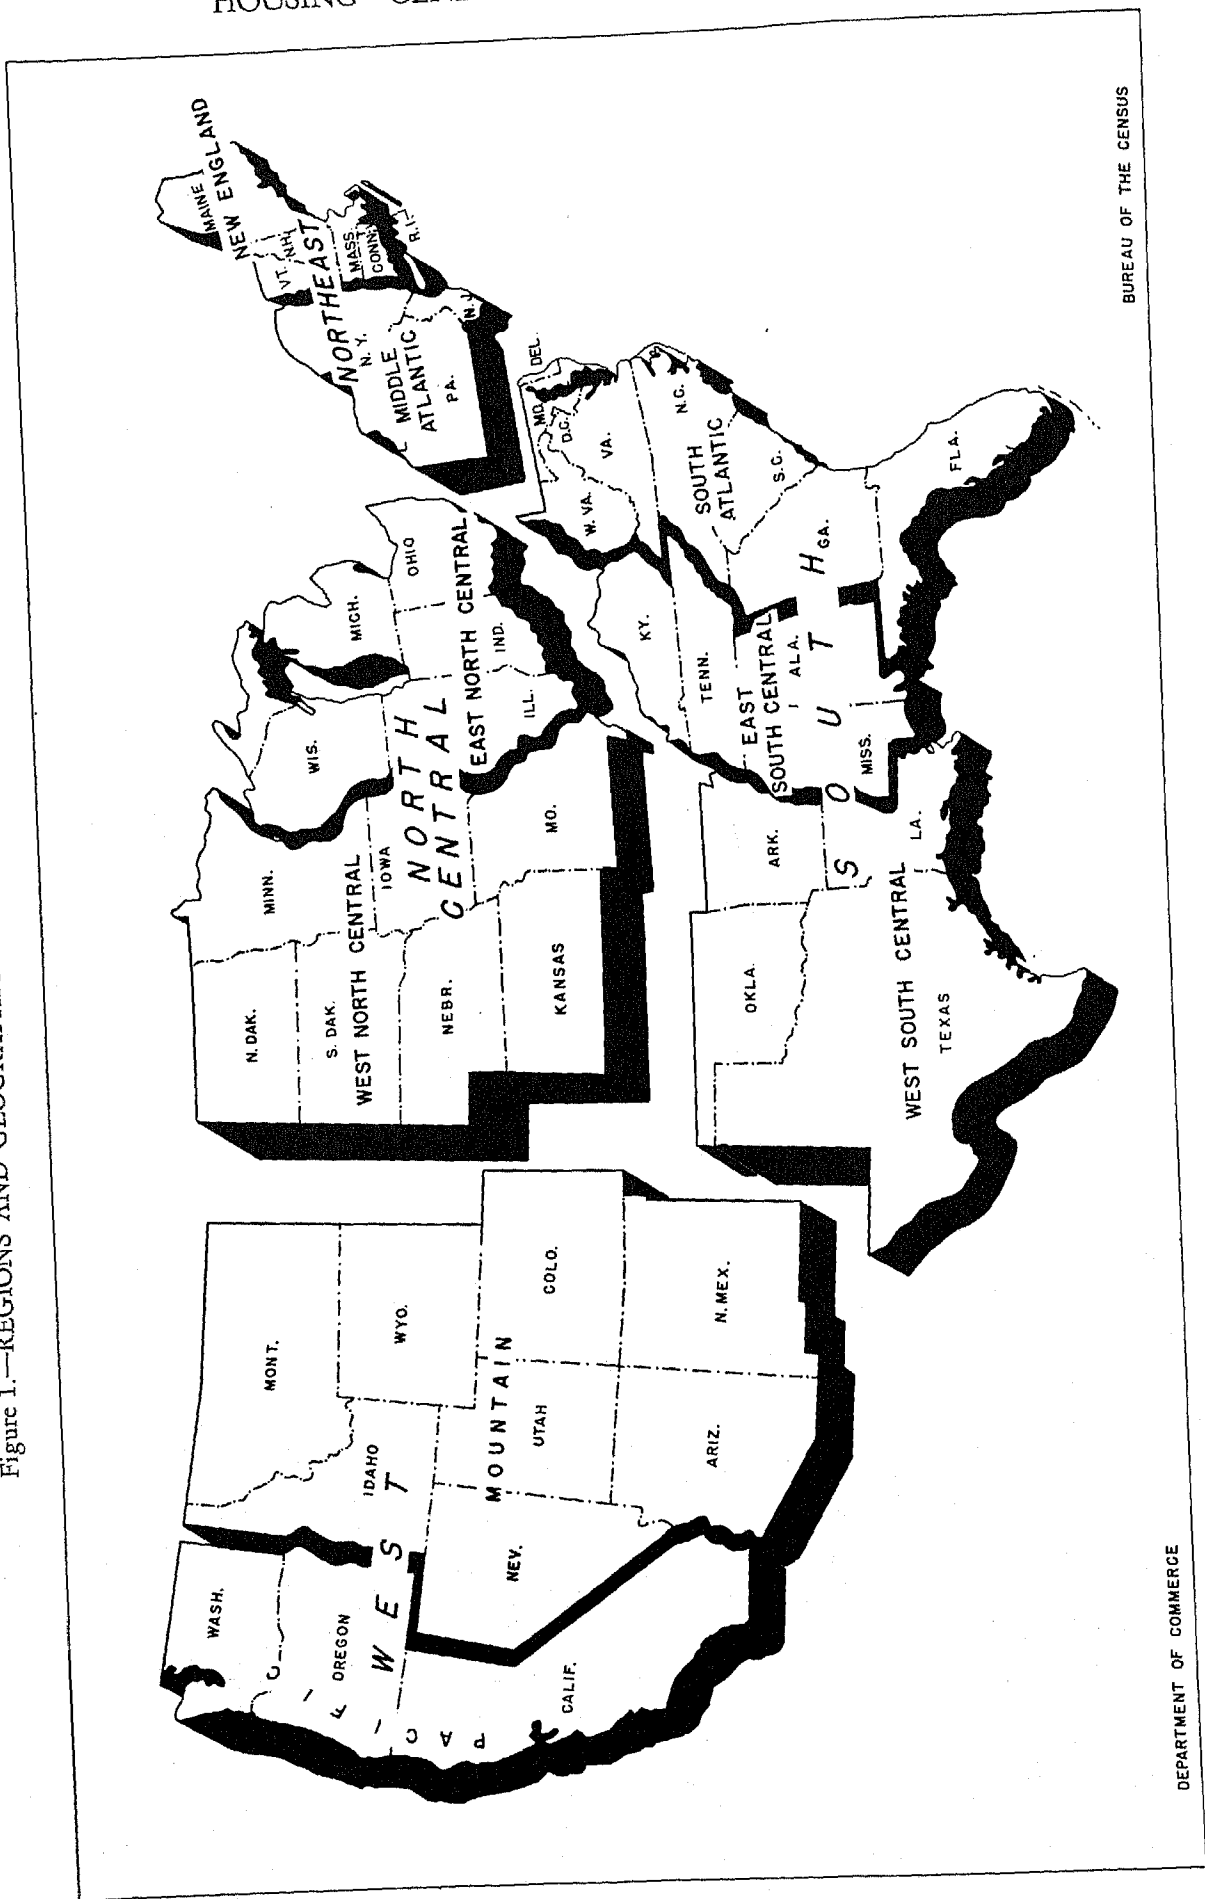 HOUSING
Figure 1.—REGIONS AND
WASH.
OREGON
CALIF.
PACIFIC
WEST
MONT.
IDAHO
WYO.
NEV.
UTAH
COLO.
ARIZ.
N. MEX.
MOUNTAIN
N. DAK.
S. DAK.
WEST NORTH CENTRAL
NEBR.
KANSAS
MINN.
IOWA
MO.
NORTH
CENTRAL
WIS.
MICH.
ILL.
IND.
OHIO
EAST NORTH CENTRAL
NEW ENGLAND
MAINE
VT.
N.H.
MASS.
CONN.
R.I.
NORTHEAST
N. Y.
MIDDLE
ATLANTIC
PA.
N.J.
DEL.
MD.
D.C.
VA.
W. VA.
N.C.
SOUTH
ATLANTIC
S.C.
GA.
FLA.
SOUTH
KY.
TENN.
EAST
SOUTH CENTRAL
ALA.
MISS.
OKLA.
ARK.
LA.
WEST SOUTH CENTRAL
TEXAS
DEPARTMENT OF COMMERCE
BUREAU OF THE CENSUS